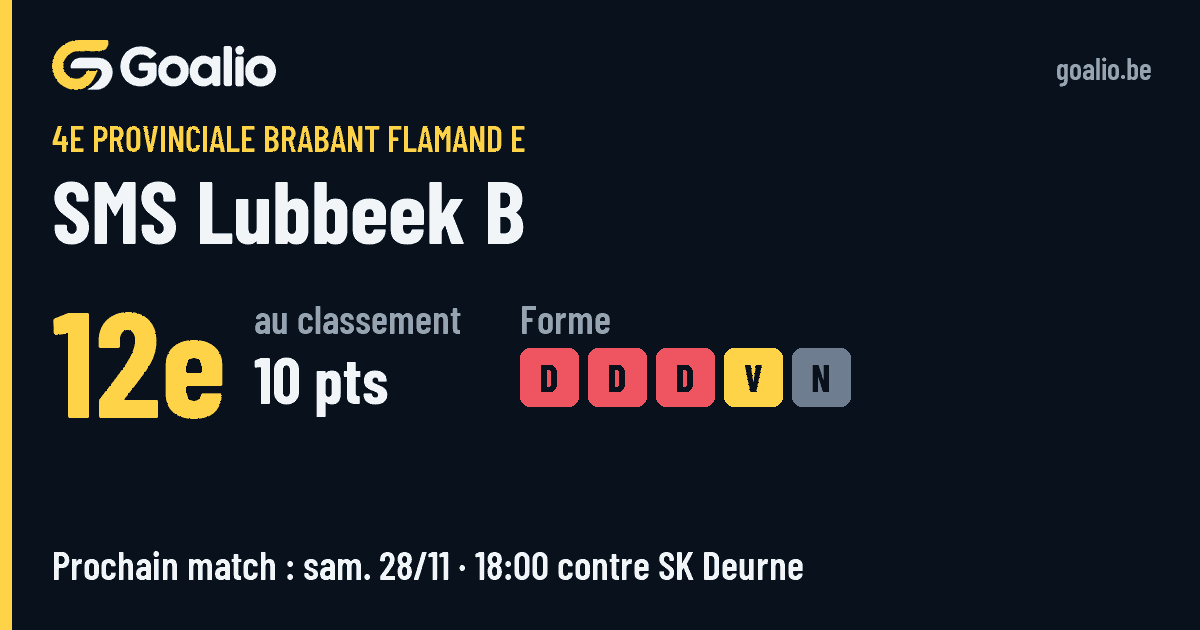 Goalio
goalio.be
4E PROVINCIALE BRABANT FLAMAND E
SMS Lubbeek B
12e
au classement
10 pts
Forme
D D D V N
Prochain match : sam. 28/11 · 18:00 contre SK Deurne